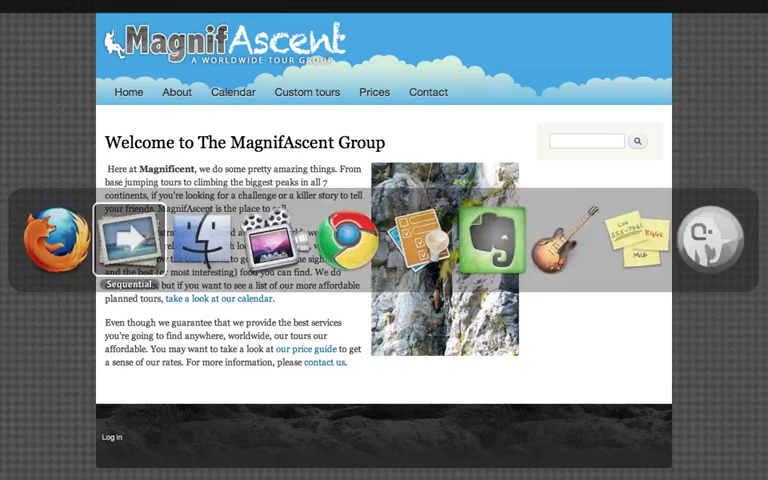 MagnifAscent
A WORLDWIDE TOUR GROUP
Home About Calendar Custom tours Prices Contact
Welcome to The MagnifAscent Group
Here at Magnificent, we do some pretty amazing things. From
base jumping tours to climbing the biggest peaks in all 7
continents, if you're looking for a challenge or a killer story to tell
your friends, MagnifAscent is the place to call.
and the best (or most interesting) food you can find. We do
but if you want to see a list of our more affordable
Sequential
planned tours, take a look at our calendar.
Even though we guarantee that we provide the best services
you're going to find anywhere, worldwide, our tours our
affordable. You may want to take a look at our price guide to get
a sense of our rates. For more information, please contact us.
Log in